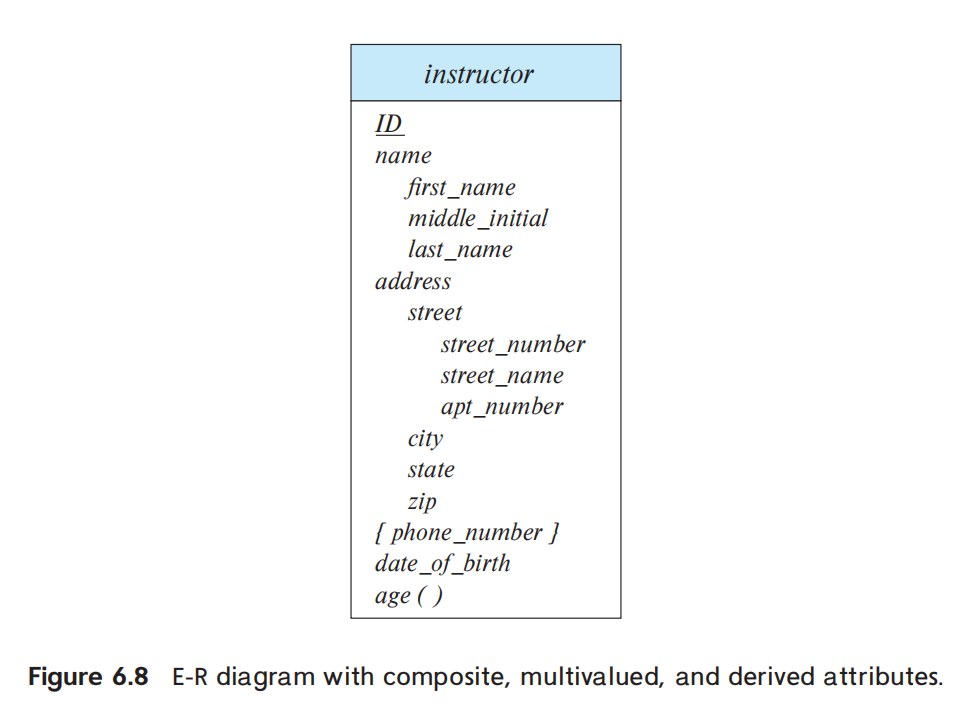 instructor
ID
name
first_name
middle_initial
last_name
address
street
street_number
street_name
apt_number
city
state
zip
{ phone_number }
date_of_birth
age ( )
Figure 6.8 E-R diagram with composite, multivalued, and derived attributes.